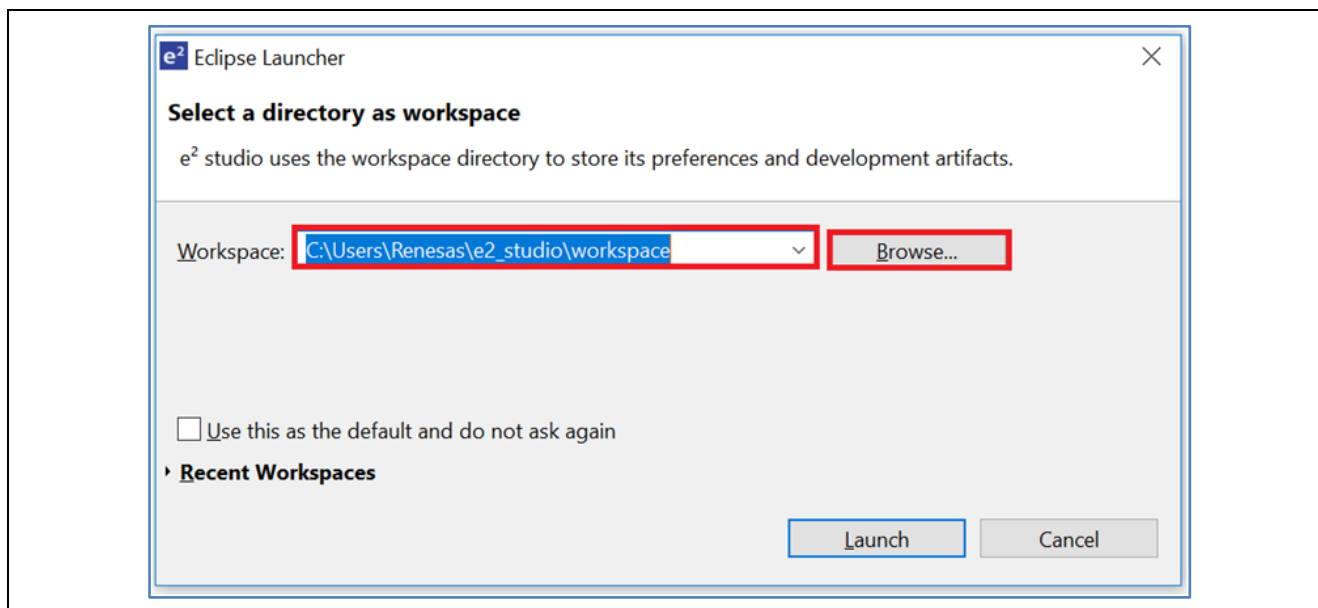 e² Eclipse Launcher
Select a directory as workspace
e² studio uses the workspace directory to store its preferences and development artifacts.
Workspace: C:\Users\Renesas\e2_studio\workspace Browse...
Use this as the default and do not ask again
Recent Workspaces
Launch Cancel